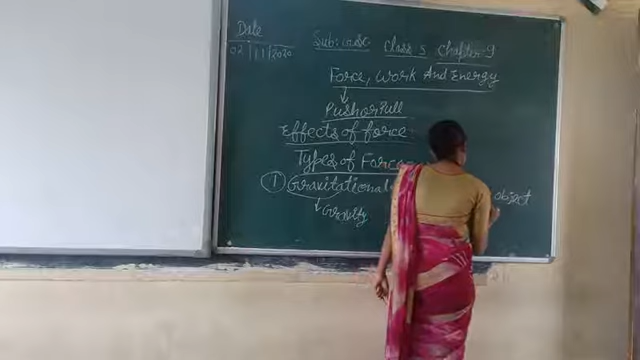 Date
02/11/2020
Sub: Class 5 Chapter-9
Force, Work And Energy
Push or Pull
Effects of force
Types of Force
① Gravitational
Gravity
object